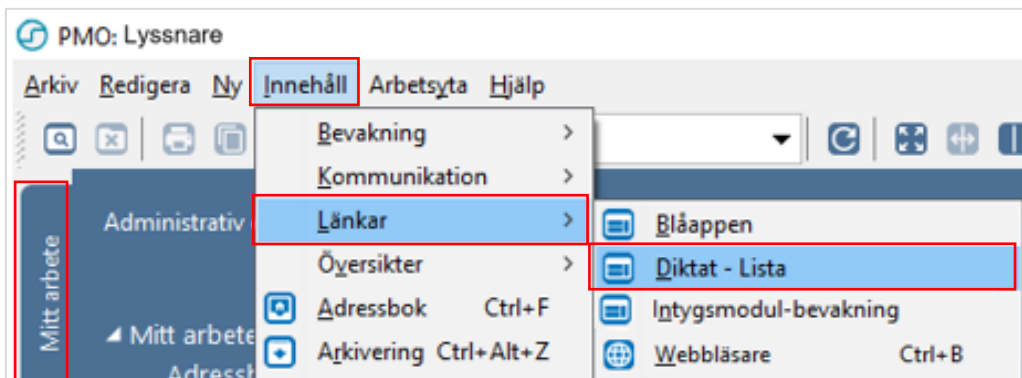 PMO: Lyssnare
Arkiv Redigera Ny Innehåll Arbetsyta Hjälp
Bevakning
Kommunikation
Administrativ
Länkar
Blåappen
Mitt arbete
Översikter
Diktat - Lista
Adressbok Ctrl+F
Intygsmodul-bevakning
Mitt arbete
Arkivering Ctrl+Alt+Z
Webbläsare Ctrl+B